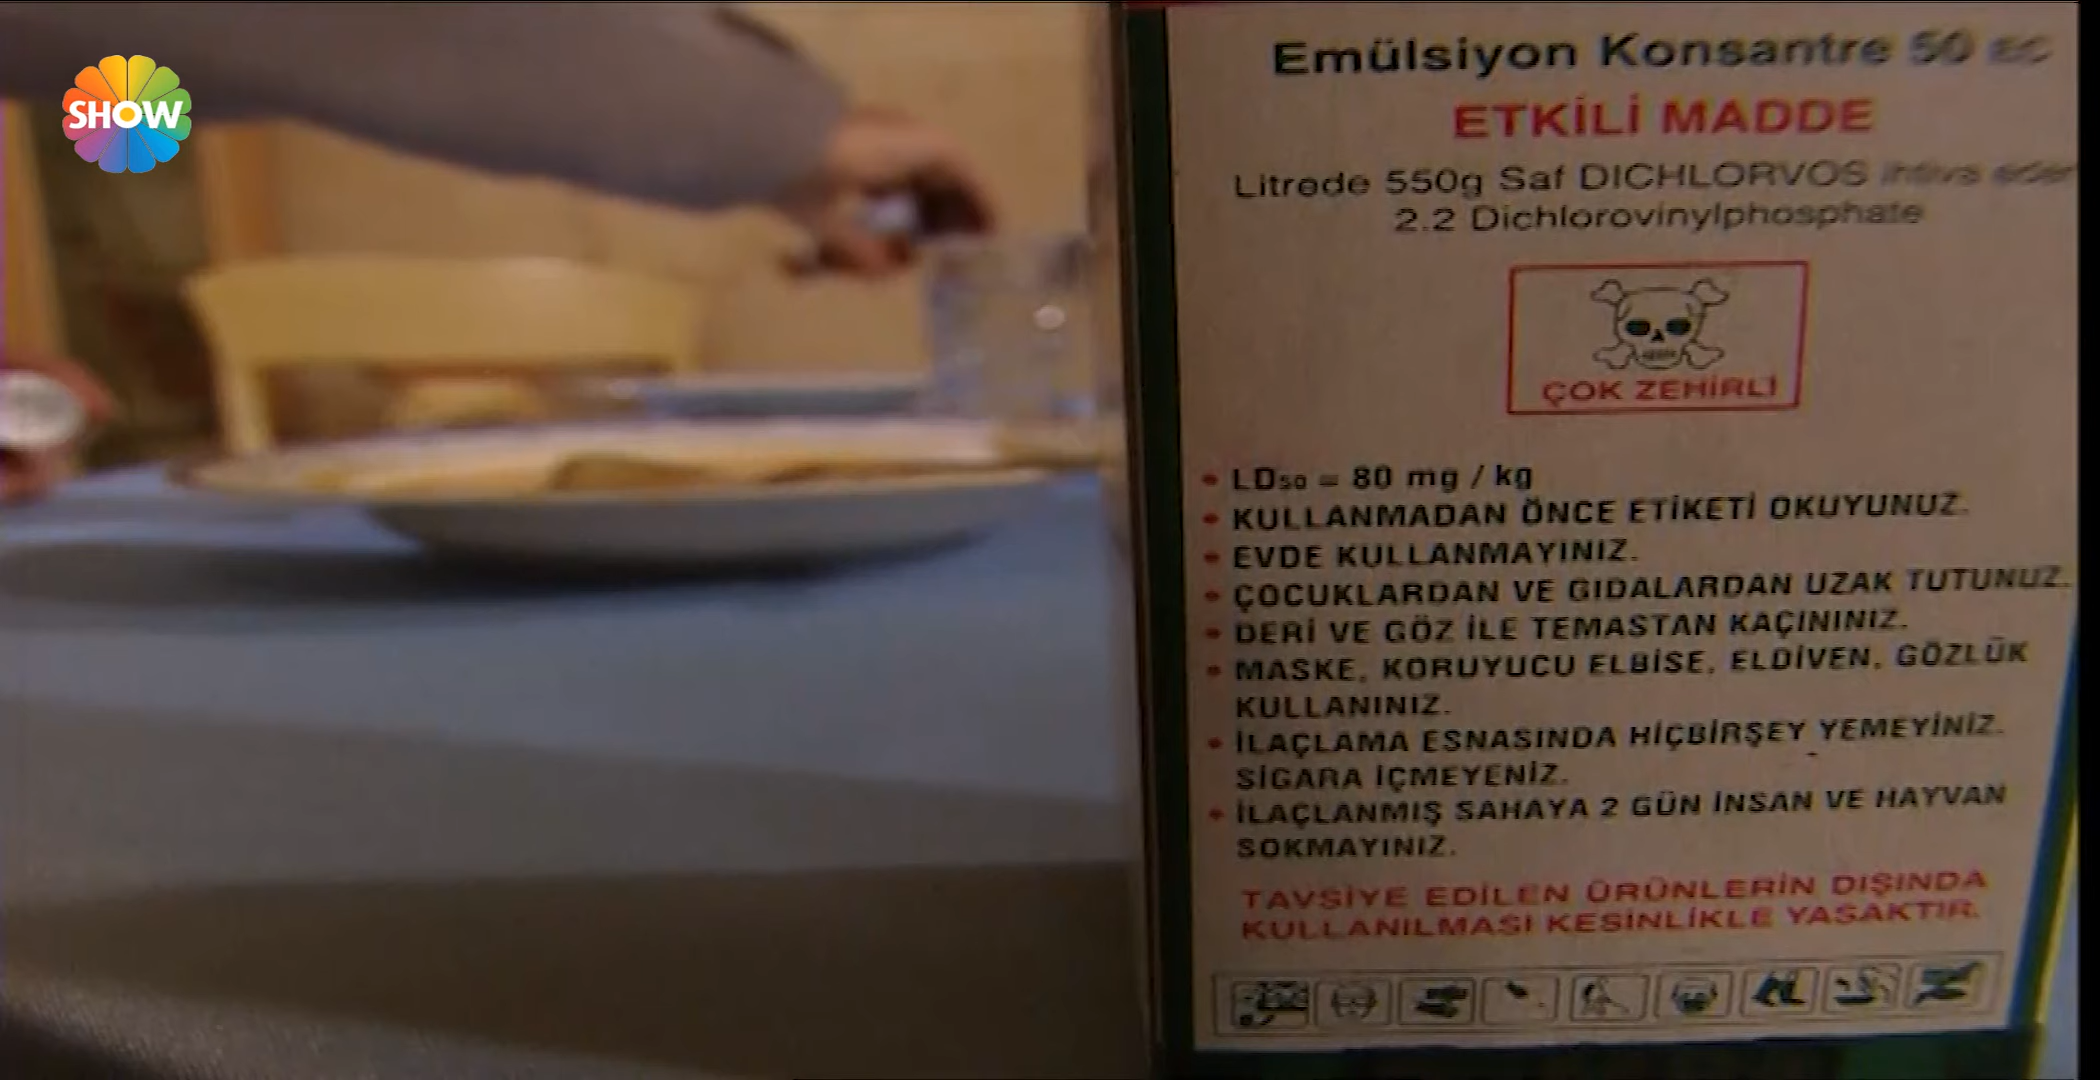 SHOW
Emülsiyon Konsantre 50 EC
ETKİLİ MADDE
Litrede 550g Saf DICHLORVOS ihtiva eder
2.2 Dichlorovinylphosphate
ÇOK ZEHİRLİ
• LD50 = 80 mg / kg
• KULLANMADAN ÖNCE ETİKETİ OKUYUNUZ.
• EVDE KULLANMAYINIZ.
• ÇOCUKLARDAN VE GIDALARDAN UZAK TUTUNUZ.
• DERİ VE GÖZ İLE TEMASTAN KAÇININIZ.
• MASKE, KORUYUCU ELBİSE, ELDİVEN, GÖZLÜK
KULLANINIZ.
• İLAÇLAMA ESNASINDA HİÇBİRŞEY YEMEYİNİZ.
SİGARA İÇMEYENİZ.
• İLAÇLANMIŞ SAHAYA 2 GÜN İNSAN VE HAYVAN
SOKMAYINIZ.
TAVSİYE EDİLEN ÜRÜNLERİN DIŞINDA
KULLANILMASI KESİNLİKLE YASAKTIR.